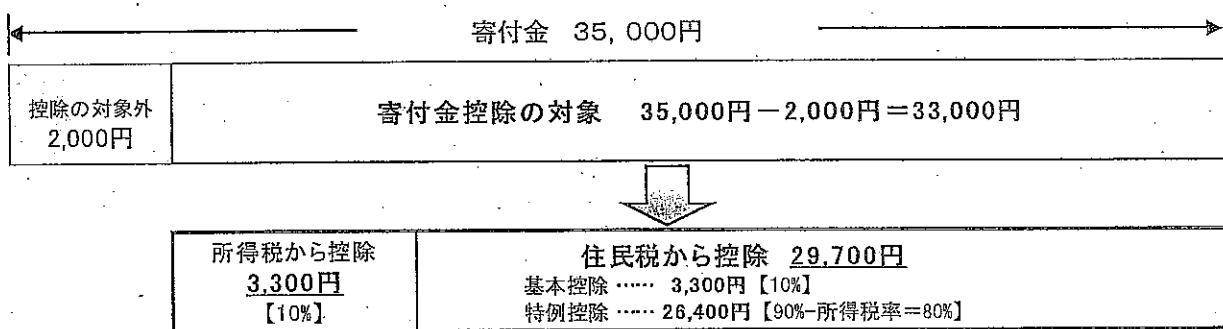 寄付金 35,000円
控除の対象外
2,000円
寄付金控除の対象 35,000円－2,000円＝33,000円
所得税から控除
3,300円
【10%】
住民税から控除 29,700円
基本控除 …… 3,300円【10%】
特例控除 …… 26,400円【90%-所得税率＝80%】